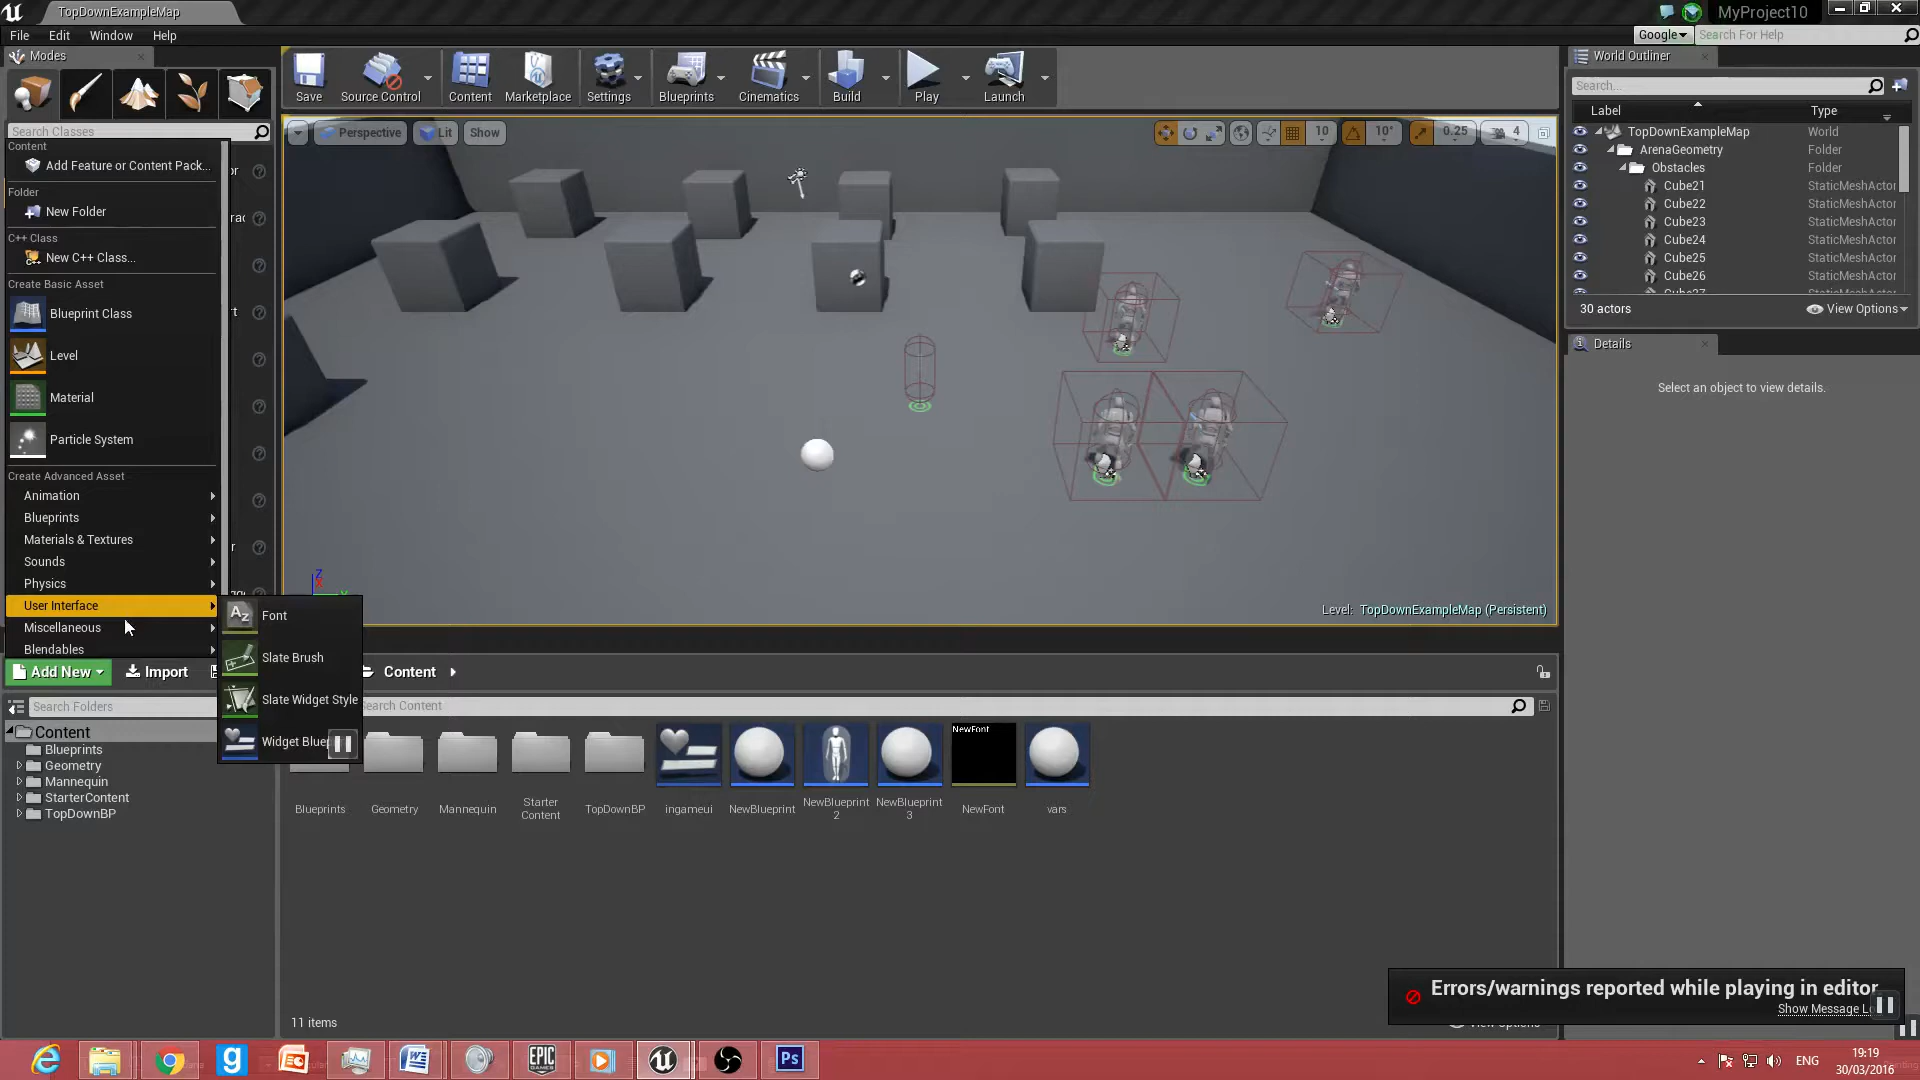 TopDownExampleMap
MyProject10
File Edit Window Help
Google Search For Help
Modes
Search Classes
Save Source Control Content Marketplace Settings Blueprints Cinematics Build Play Launch
Perspective Lit Show
10 10° 0.25 4
Content
Add Feature or Content Pack...
Folder
New Folder
C++ Class
New C++ Class...
Create Basic Asset
Blueprint Class
Level
Material
Particle System
Create Advanced Asset
Animation
Blueprints
Materials & Textures
Sounds
Physics
User Interface
Miscellaneous
Blendables
Font
Slate Brush
Slate Widget Style
Widget
Level: TopDownExampleMap (Persistent)
World Outliner
Search...
Label Type
TopDownExampleMap World
ArenaGeometry Folder
Obstacles Folder
Cube21 StaticMeshActor
Cube22 StaticMeshActor
Cube23 StaticMeshActor
Cube24 StaticMeshActor
Cube25 StaticMeshActor
Cube26 StaticMeshActor
30 actors View Options
Details
Select an object to view details.
Add New Import
Content
Search Folders
Search Content
Content
Blueprints
Geometry
Mannequin
StarterContent
TopDownBP
NewFont
Blueprints Geometry Mannequin Starter Content TopDownBP ingameui NewBlueprint NewBlueprint2 NewBlueprint3 NewFont vars
11 items
Errors/warnings reported while playing in editor
Show Message
View Options
EPIC GAMES
Ps
ENG
19:19
30/03/2016